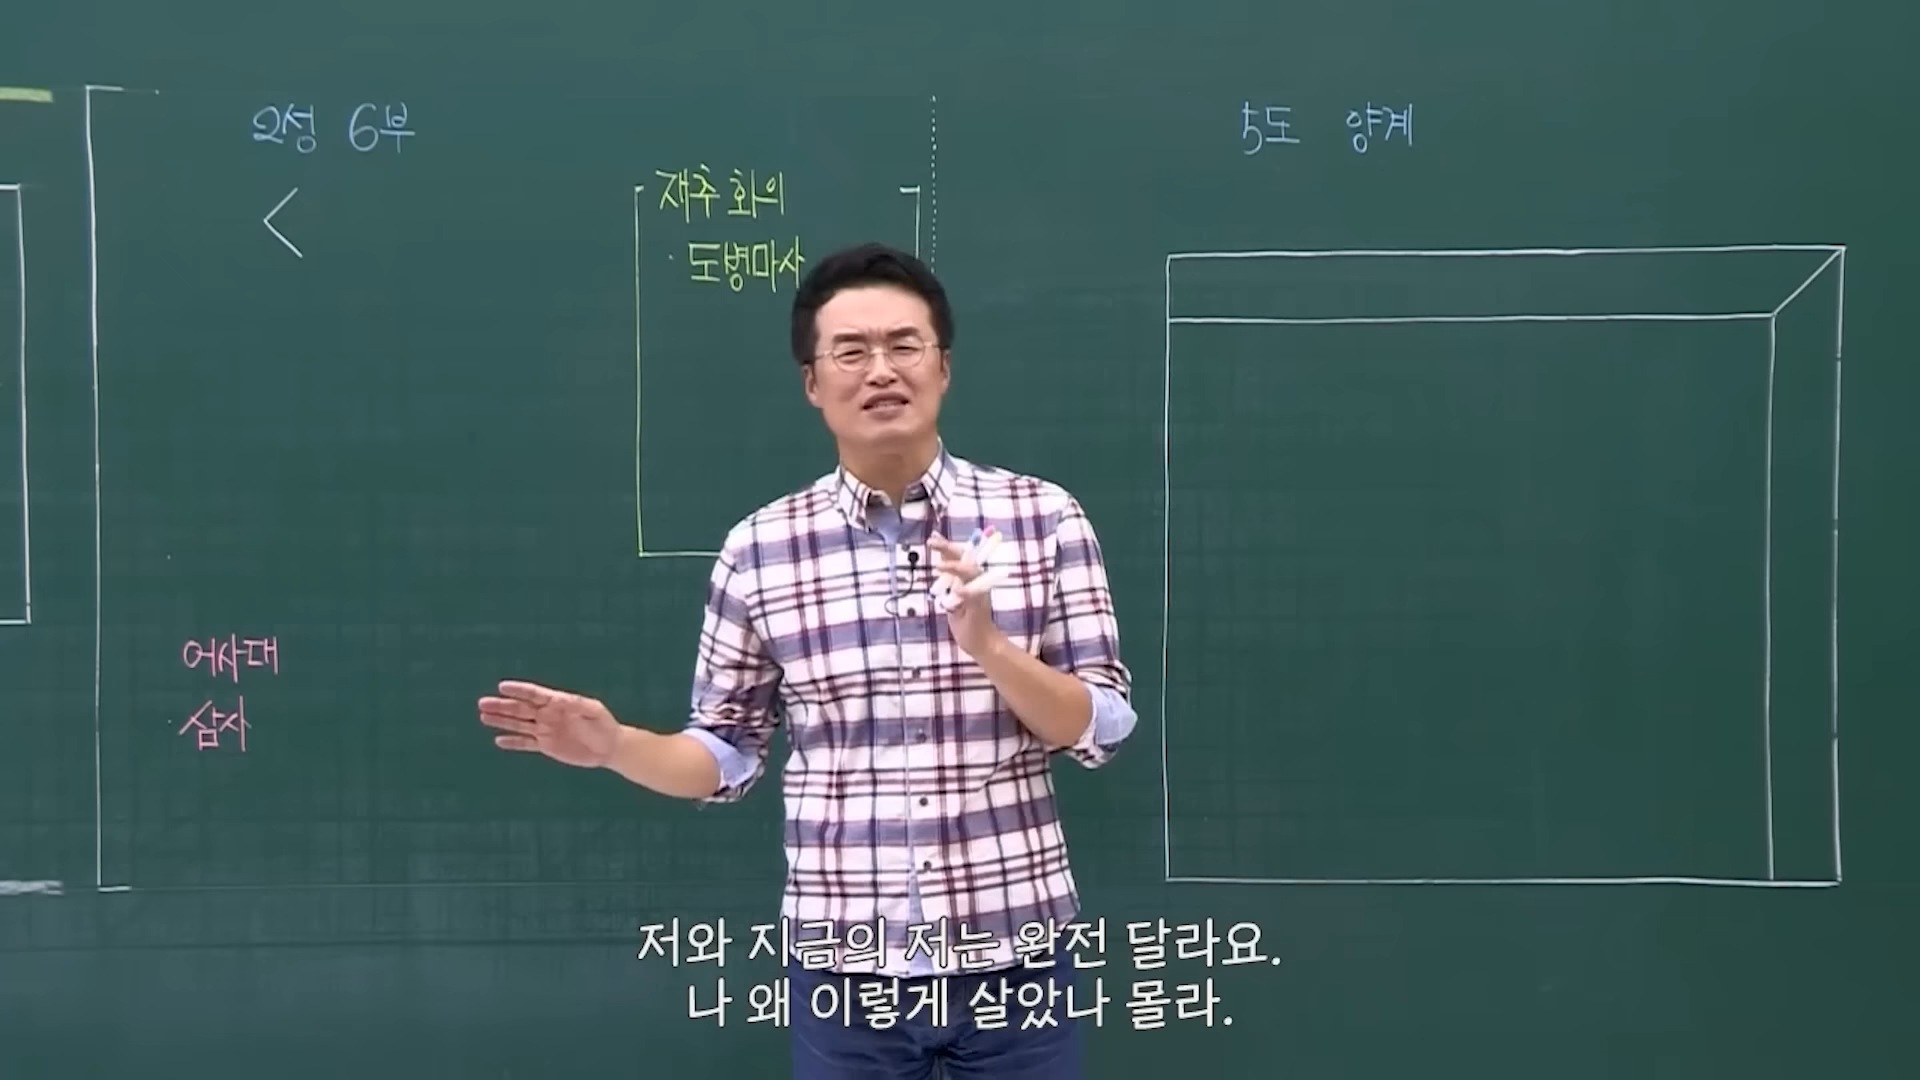 2성 6부
5도 양계
재추 회의
· 도병마사
어사대
삼사
저와 지금의 저는 완전 달라요.
나 왜 이렇게 살았나 몰라.